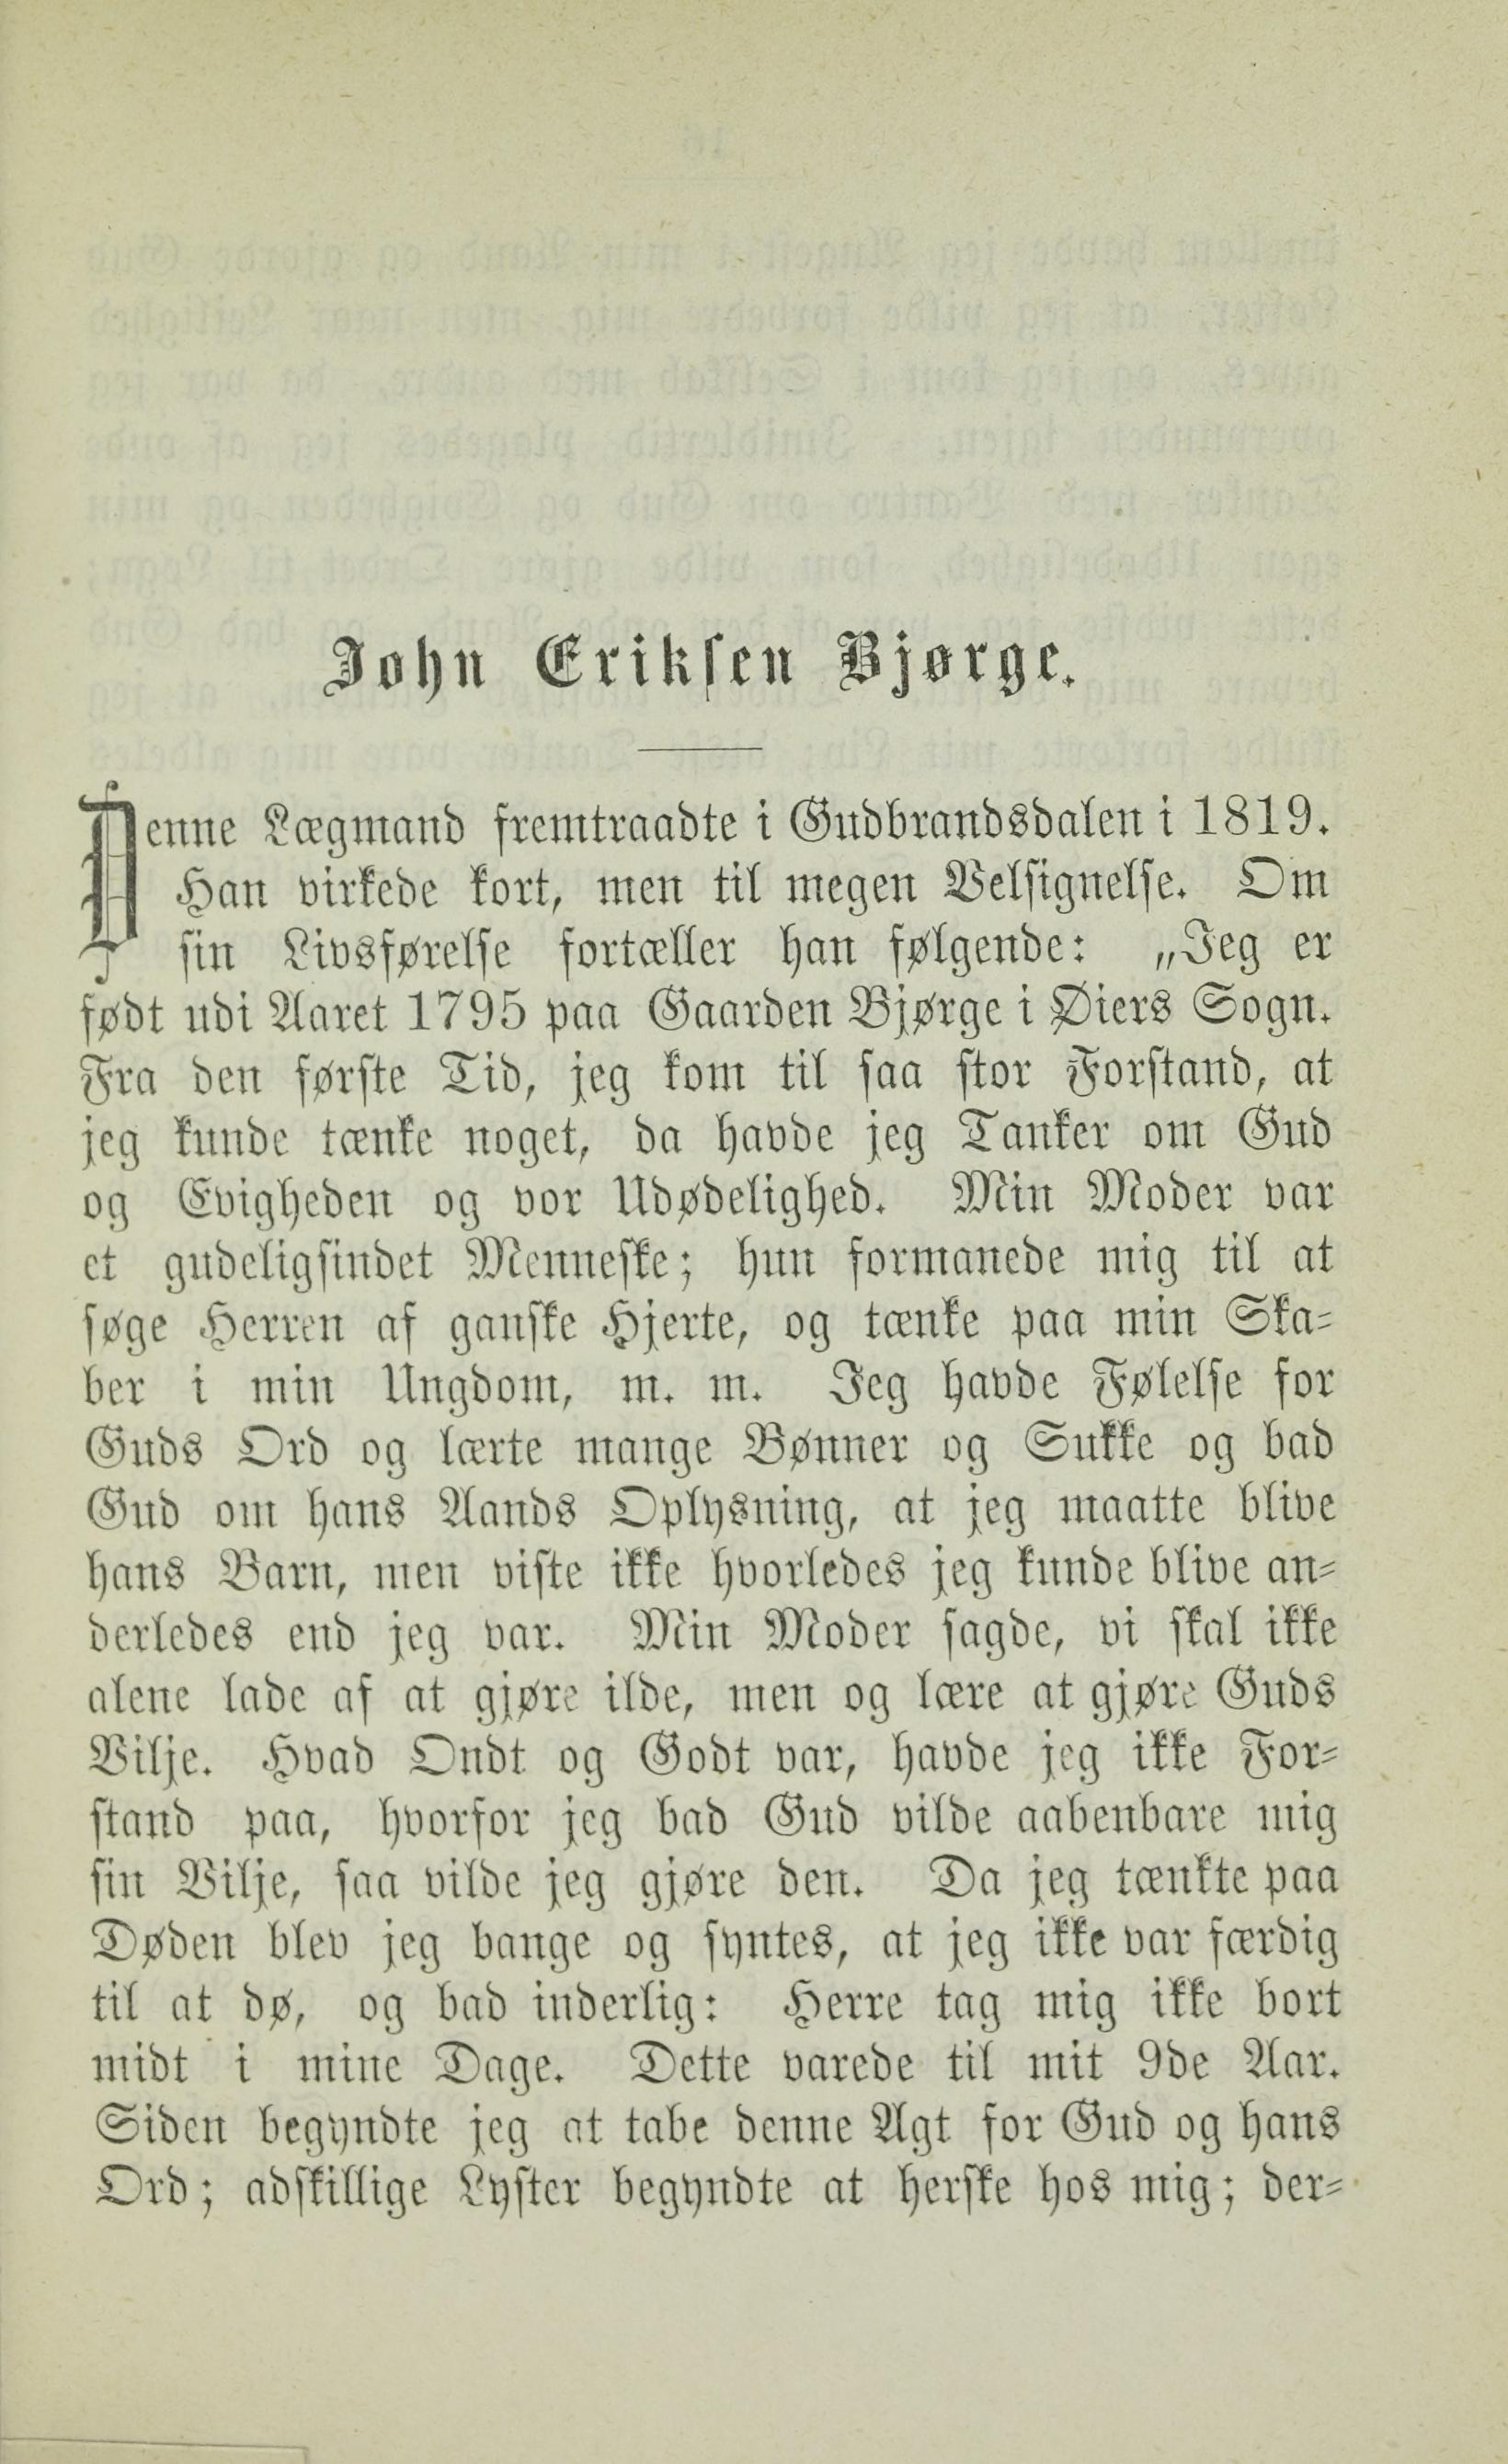 John Eriksen Bjørge.
Denne Lægmand fremtraadte i Gudbrandsdalen i 1819.
Han virkede kort, men til megen Velsignelse. Om
sin Livsførelse fortæller han følgende: „Jeg er
født udi Aaret 1795 paa Gaarden Bjørge i Øiers Sogn.
Fra den første Tid, jeg kom til saa stor Forstand, at
jeg kunde tænke noget, da havde jeg Tanker om Gud
og Evigheden og vor Udødelighed. Min Moder var
et gudeligsindet Menneske; hun formanede mig til at
søge Herren af ganske Hjerte, og tænke paa min Ska-
ber i min Ungdom, m. m. Jeg havde Følelse for
Guds Ord og lærte mange Bønner og Sukke og bad
Gud om hans Aands Oplysning, at jeg maatte blive
hans Barn, men viste ikke hvorledes jeg kunde blive an-
derledes end jeg var. Min Moder sagde, vi skal ikke
alene lade af at gjøre ilde, men og lære at gjøre Guds
Vilje. Hvad Ondt og Godt var, havde jeg ikke For-
stand paa, hvorfor jeg bad Gud vilde aabenbare mig
sin Vilje, saa vilde jeg gjøre den. Da jeg tænkte paa
Døden blev jeg bange og syntes, at jeg ikke var færdig
til at dø, og bad inderlig: Herre tag mig ikke bort
midt i mine Dage. Dette varede til mit 9de Aar.
Siden begyndte jeg at tabe denne Agt for Gud og hans
Ord; adskillige Lyster begyndte at herske hos mig; der-